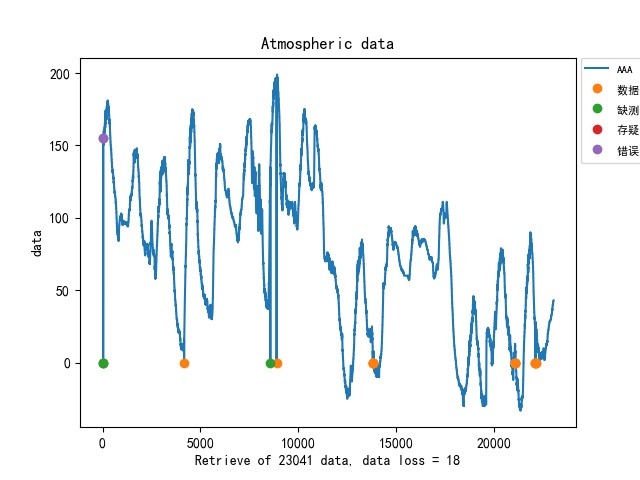 Atmospheric data
200
150
100
50
0
data
0
5000
10000
15000
20000
Retrieve of 23041 data, data loss = 18
AAA
数据
缺测
存疑
错误